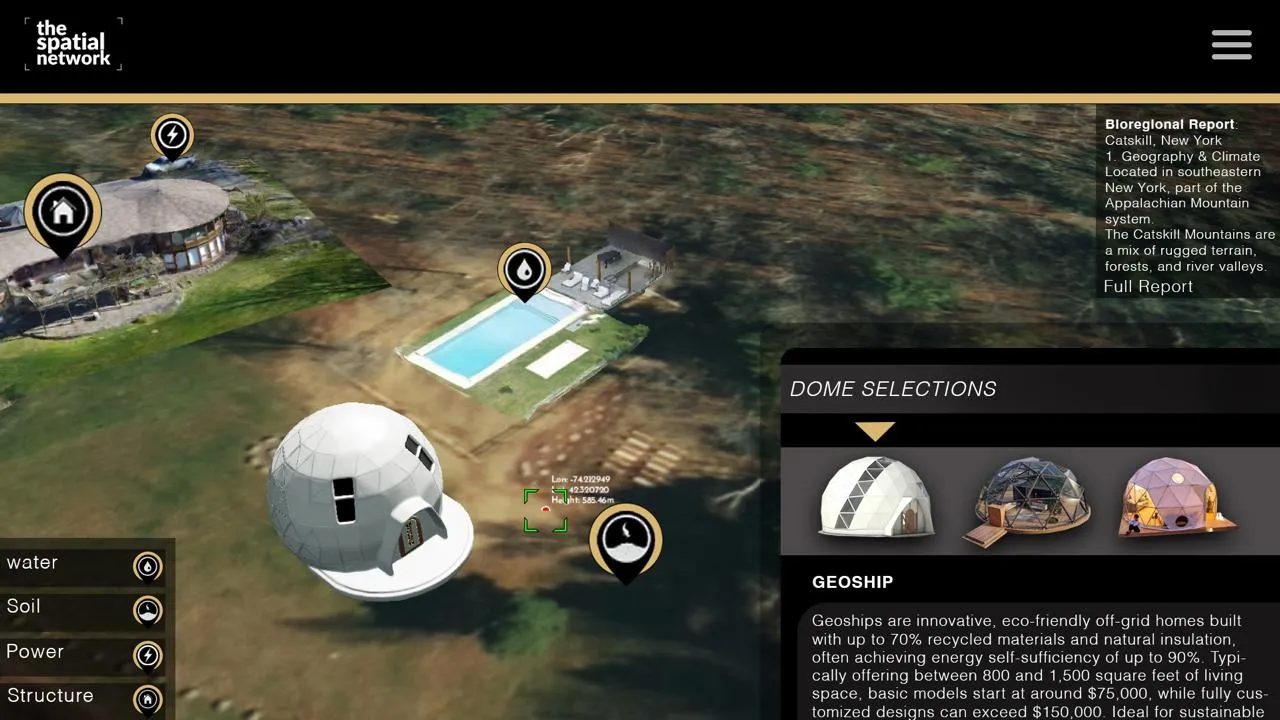 the
spatial
network
Bioregional Report.
Catskill, New York
1. Geography & Climate
Located in southeastern
New York, part of the
Appalachian Mountain
system.
The Catskill Mountains are
a mix of rugged terrain,
forests, and river valleys.
Full Report
DOME SELECTIONS
Lon: -74.212949
42.320720
Height: 585.46m
water
Soil
Power
Structure
GEOSHIP
Geoships are innovative, eco-friendly off-grid homes built
with up to 70% recycled materials and natural insulation,
often achieving energy self-sufficiency of up to 90%. Typi-
cally offering between 800 and 1,500 square feet of living
space, basic models start at around $75,000, while fully cus-
tomized designs can exceed $150,000. Ideal for sustainable